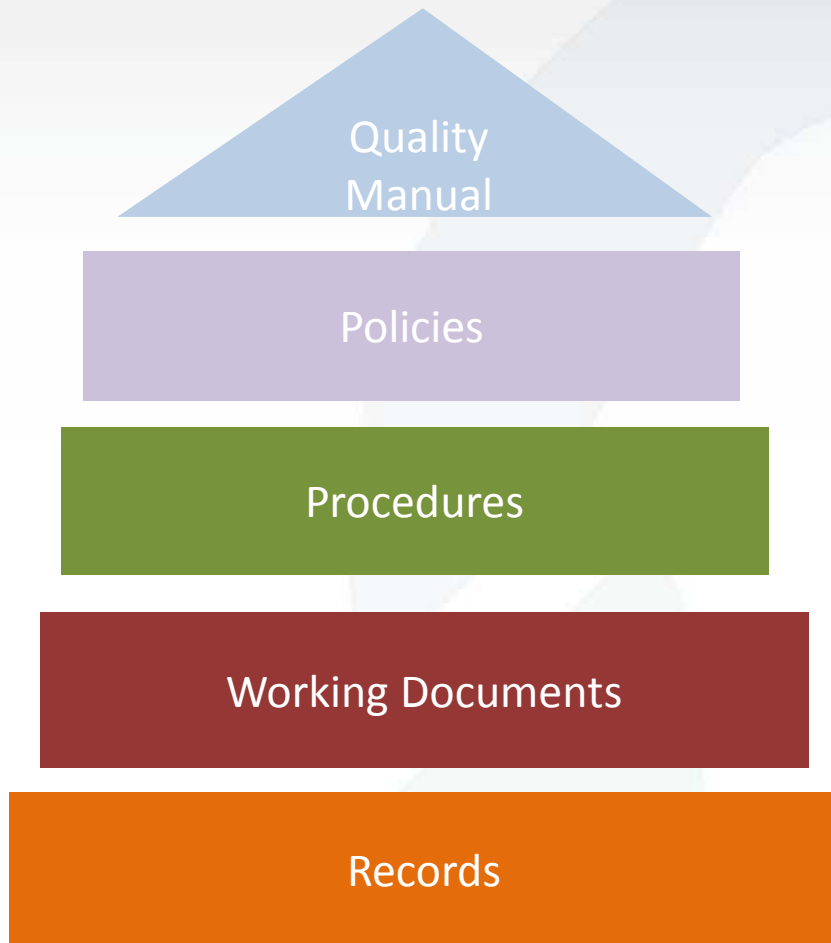 Quality
Manual
Policies
Procedures
Working Documents
Records